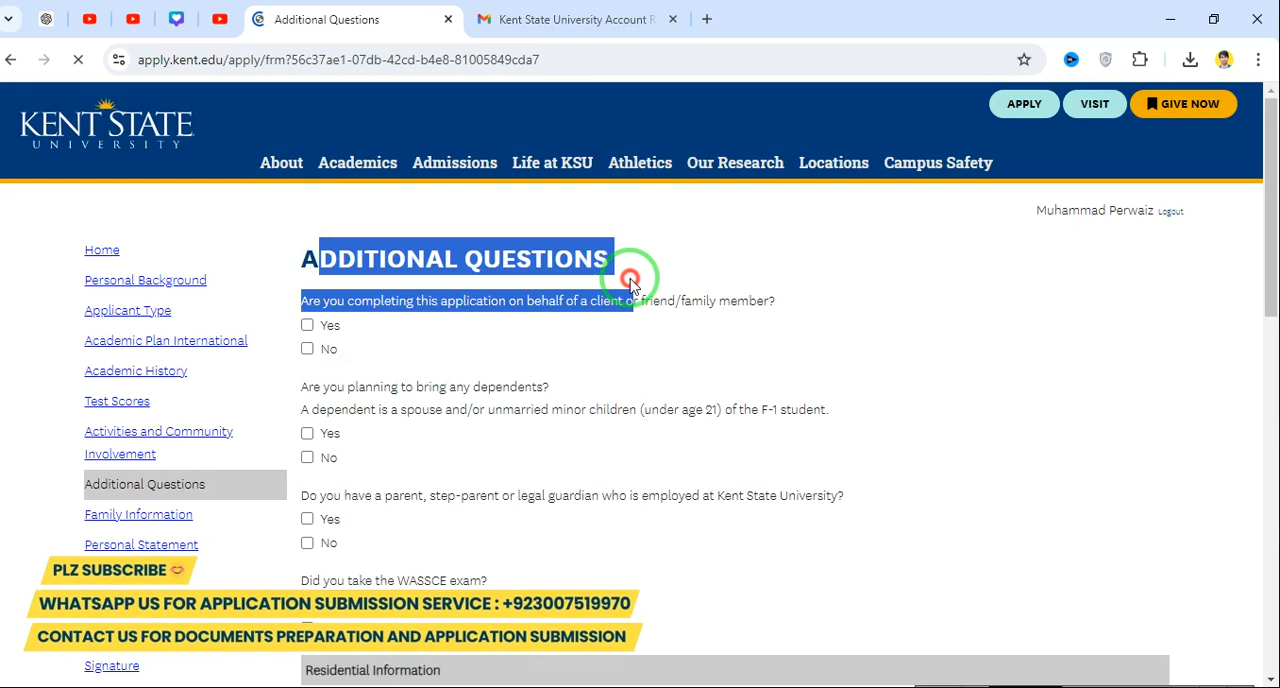 Additional Questions
Kent State University Account R
apply.kent.edu/apply/frm?56c37ae1-07db-42cd-b4e8-81005849cda7
KENT STATE
UNIVERSITY
APPLY
VISIT
GIVE NOW
About
Academics
Admissions
Life at KSU
Athletics
Our Research
Locations
Campus Safety
Muhammad Perwaiz Logout
Home
Personal Background
Applicant Type
Academic Plan International
Academic History
Test Scores
Activities and Community
Involvement
Additional Questions
Family Information
Personal Statement
Signature
ADDITIONAL QUESTIONS
Are you completing this application on behalf of a client or friend/family member?
Yes
No
Are you planning to bring any dependents?
A dependent is a spouse and/or unmarried minor children (under age 21) of the F-1 student.
Yes
No
Do you have a parent, step-parent or legal guardian who is employed at Kent State University?
Yes
No
Did you take the WASSCE exam?
Residential Information
PLZ SUBSCRIBE
WHATSAPP US FOR APPLICATION SUBMISSION SERVICE : +923007519970
CONTACT US FOR DOCUMENTS PREPARATION AND APPLICATION SUBMISSION